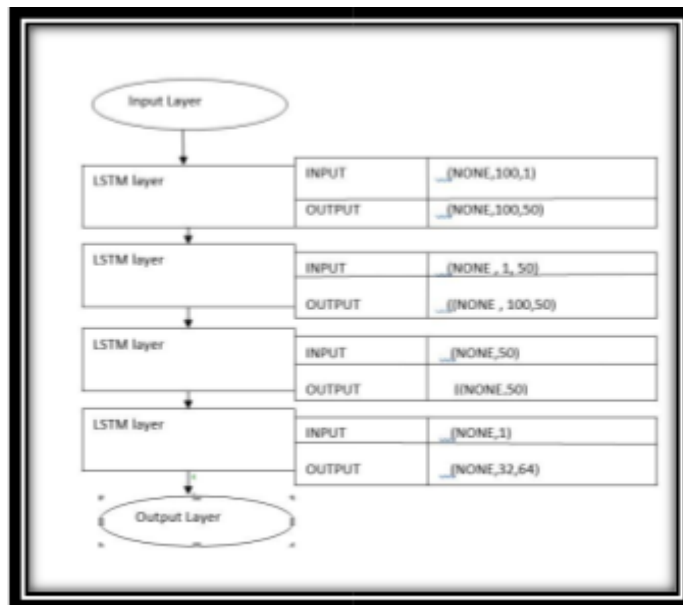 Input Layer
LSTM layer
INPUT
(NONE,100,1)
OUTPUT
(NONE,100,50)
LSTM layer
INPUT
(NONE , 1, 50)
OUTPUT
((NONE , 100,50)
LSTM layer
INPUT
(NONE,50)
OUTPUT
((NONE,50)
LSTM layer
INPUT
(NONE,1)
OUTPUT
(NONE,32,64)
Output Layer